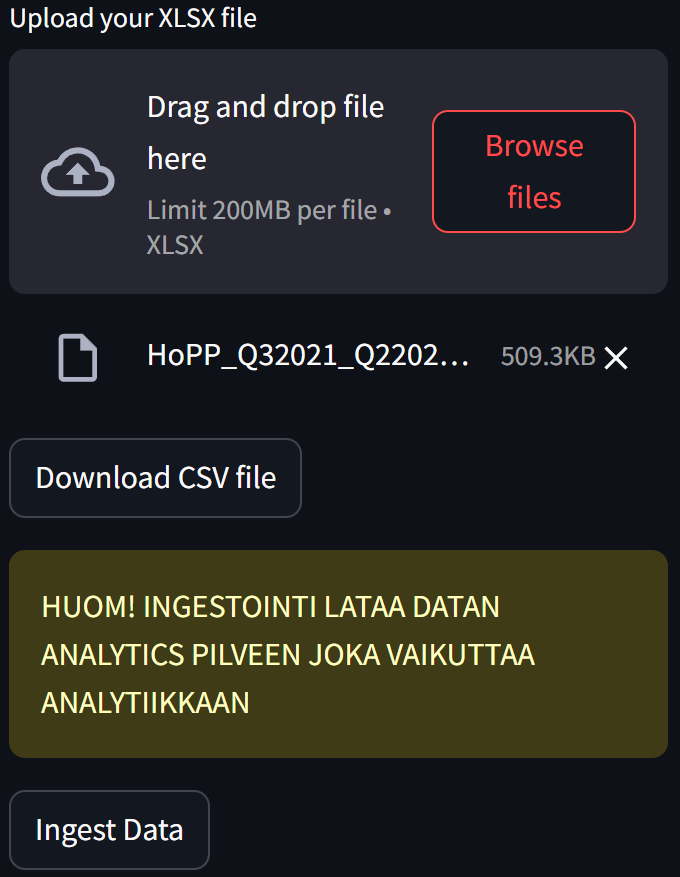 Upload your XLSX file
Drag and drop file
here
Limit 200MB per file •
XLSX
Browse
files
HoPP_Q32021_Q2202...
509.3KB
Download CSV file
HUOM! INGESTOINTI LATAA DATAN
ANALYTICS PILVEEN JOKA VAIKUTTAA
ANALYTIIKKAAN
Ingest Data